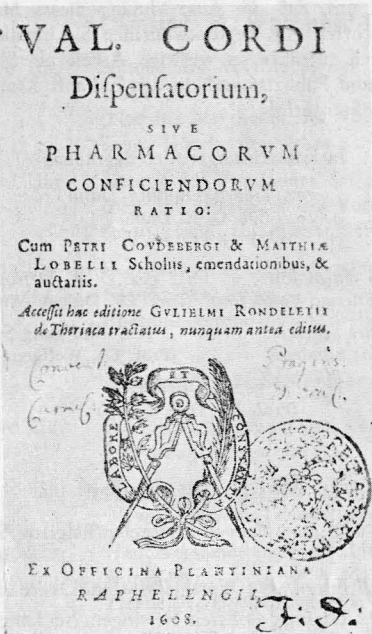 VAL. CORDI
Diſpenſatorium,
SIVE
PHARMACORVM
CONFICIENDORVM
RATIO:
Cum PETRI COVDEBERGI & MATTHIÆ
LOBELII Scholiis, emendationibus, &
auctariis.
Acceſſit hac editione GVLIELMI RONDELETII
de Theriaca tractatus, nunquam antea editus.
LABORE ET CONSTANTIA
EX OFFICINA PLANTINIANA
RAPHELENGII,
1608.